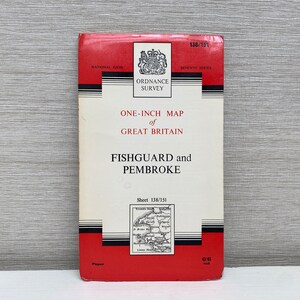 138-151
ORDNANCE
SURVEY
ONE-INCH MAP
of
GREAT BRITAIN
FISHGUARD and
PEMBROKE
Sheet 138/151